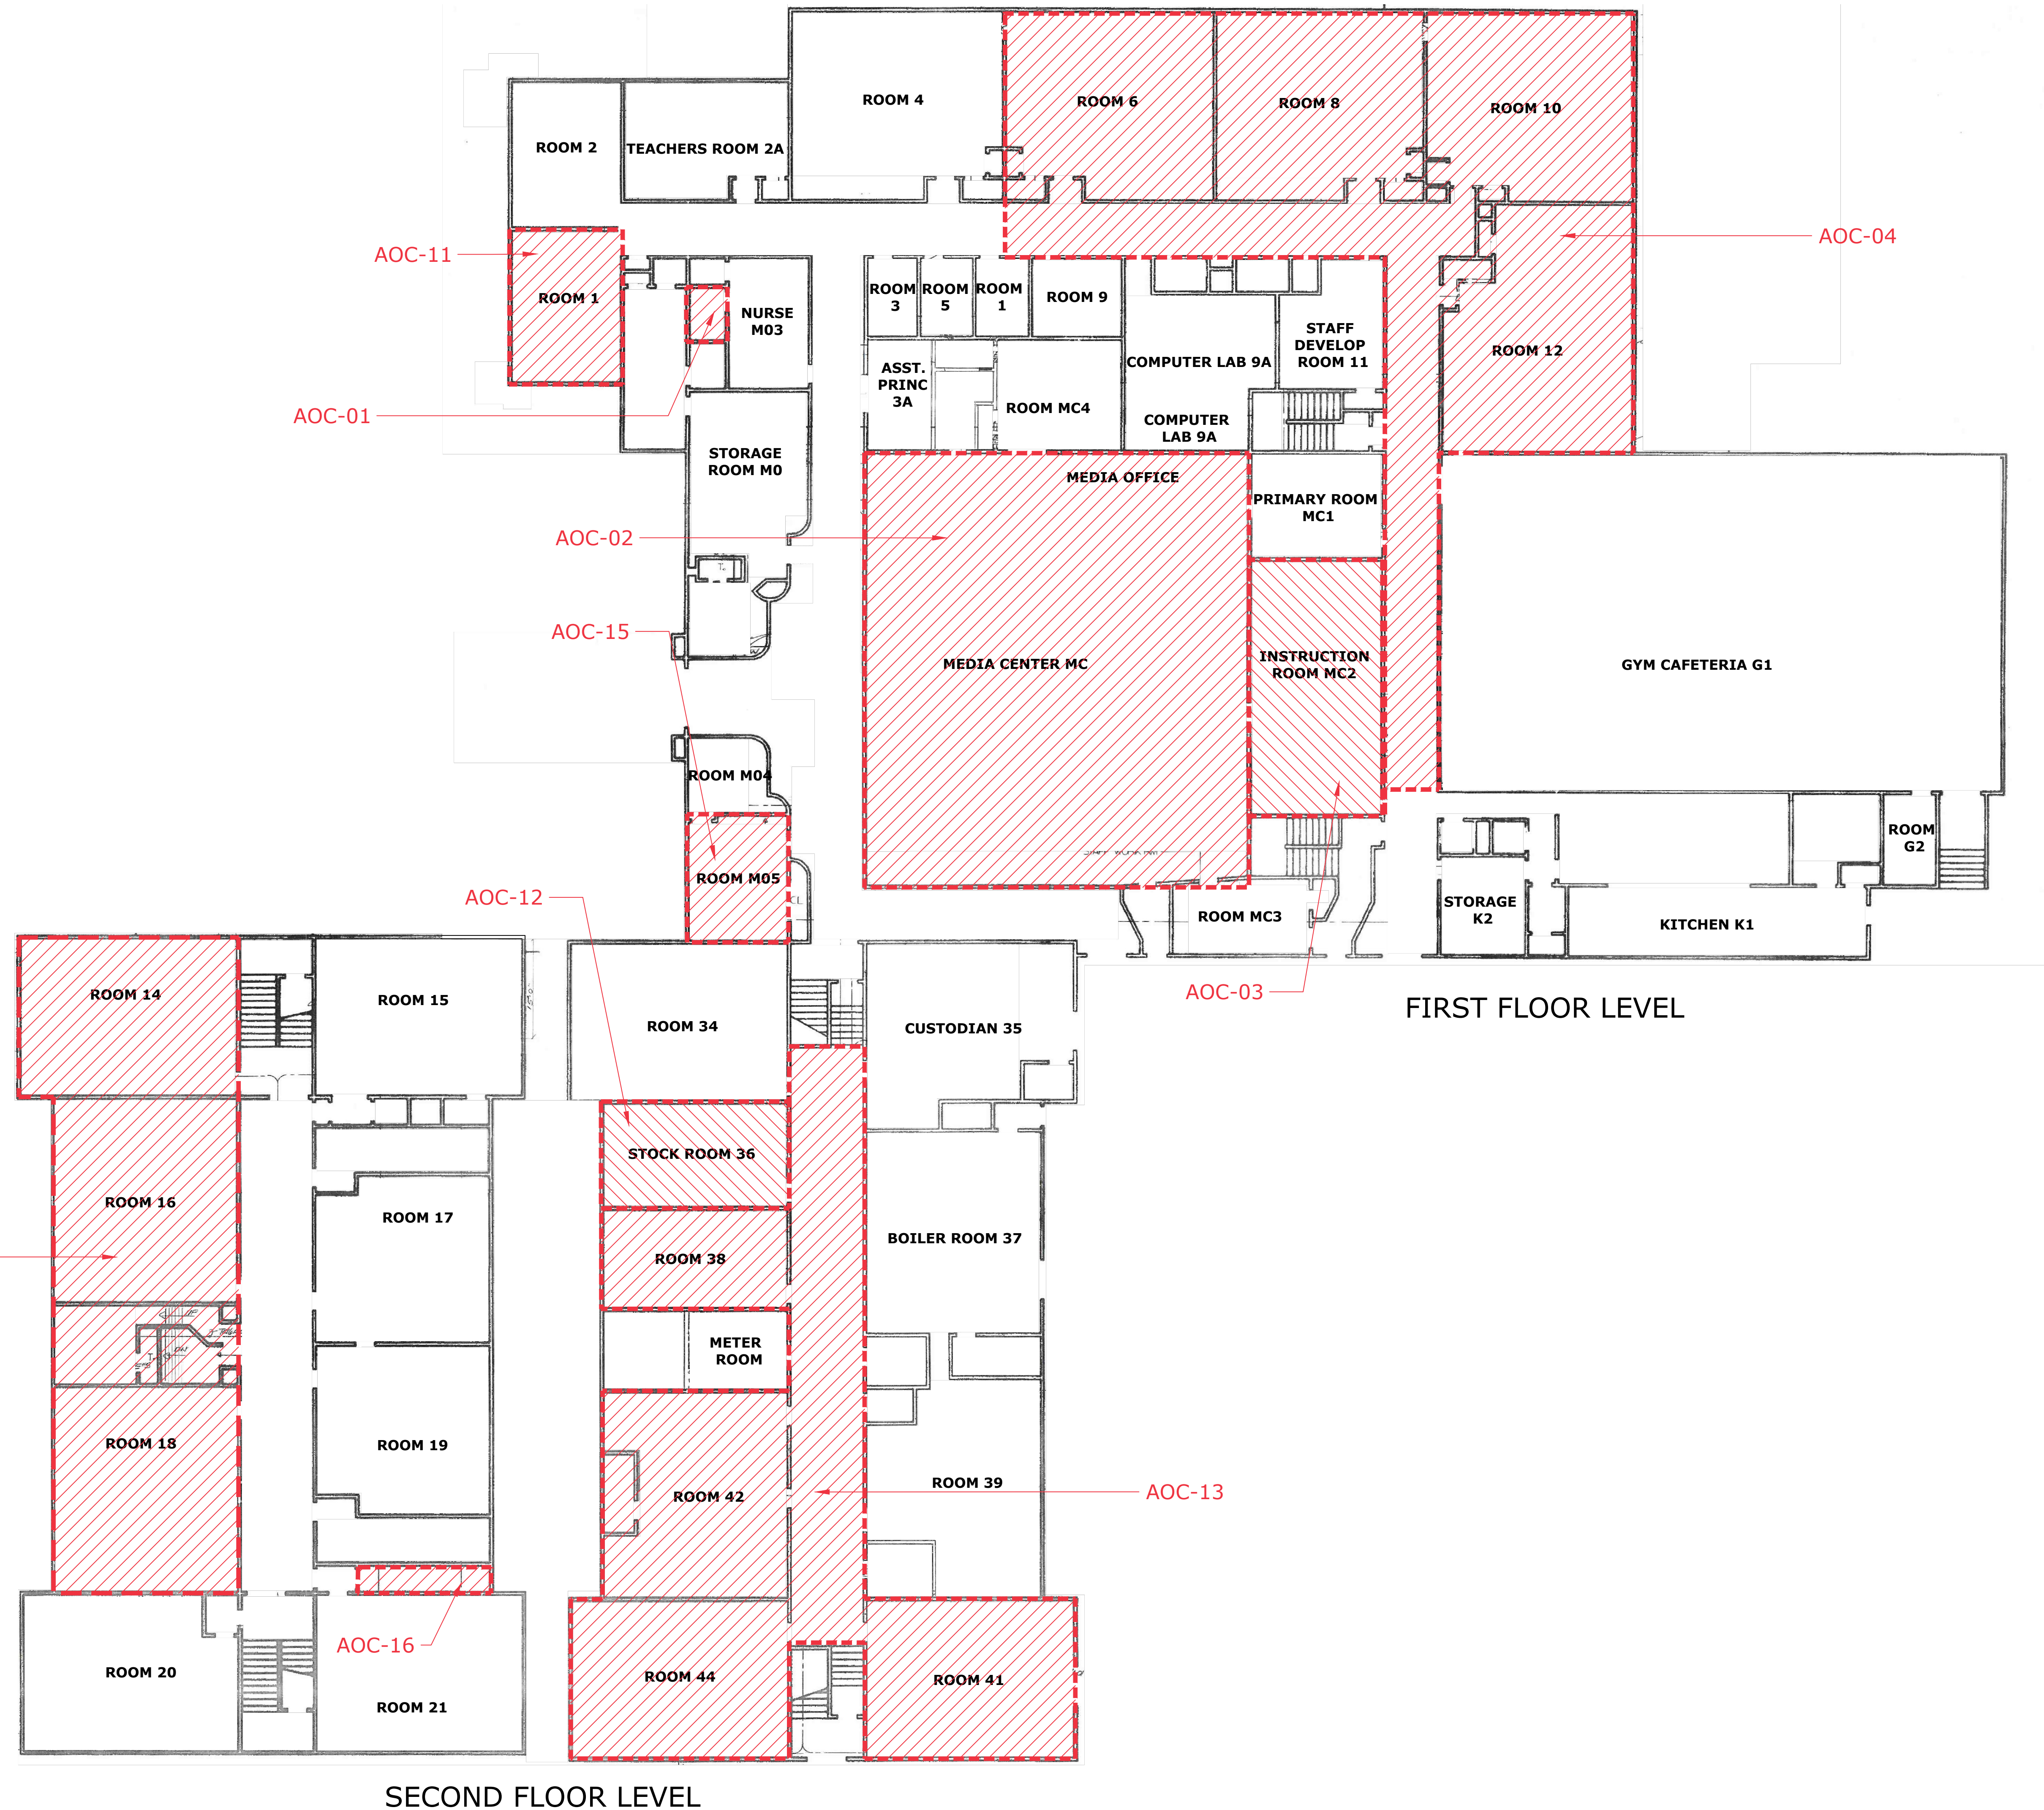 ROOM 4
ROOM 6
ROOM 8
ROOM 10
ROOM 2
TEACHERS ROOM 2A
AOC-04
AOC-11
ROOM 1
NURSE
M03
ROOM
3
ROOM
5
ROOM
1
ROOM 9
STAFF
DEVELOP
ROOM 11
ROOM 12
COMPUTER LAB 9A
ASST.
PRINC
3A
ROOM MC4
COMPUTER
LAB 9A
AOC-01
STORAGE
ROOM M0
MEDIA OFFICE
PRIMARY ROOM
MC1
AOC-02
AOC-15
MEDIA CENTER MC
INSTRUCTION
ROOM MC2
GYM CAFETERIA G1
ROOM M04
ROOM M05
STAFF WORK RM
ROOM
G2
AOC-12
ROOM MC3
STORAGE
K2
KITCHEN K1
AOC-03
FIRST FLOOR LEVEL
ROOM 14
ROOM 15
ROOM 34
CUSTODIAN 35
STOCK ROOM 36
ROOM 16
ROOM 17
BOILER ROOM 37
ROOM 38
UP
DN
METER
ROOM
ROOM 18
ROOM 19
ROOM 42
ROOM 39
AOC-13
AOC-16
ROOM 20
ROOM 21
ROOM 44
ROOM 41
SECOND FLOOR LEVEL